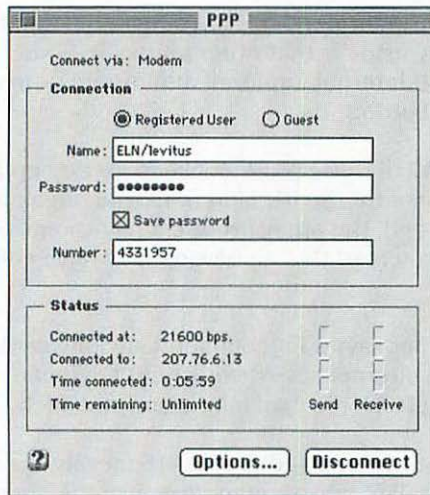 PPP
Connect via: Modem
Connection
Registered User Guest
Name: ELN/levitus
Password: ●●●●●●●●
Save password
Number: 4331957
Status
Connected at: 21600 bps.
Connected to: 207.76.6.13
Time connected: 0:05:59
Time remaining: Unlimited Send Receive
? Options... Disconnect